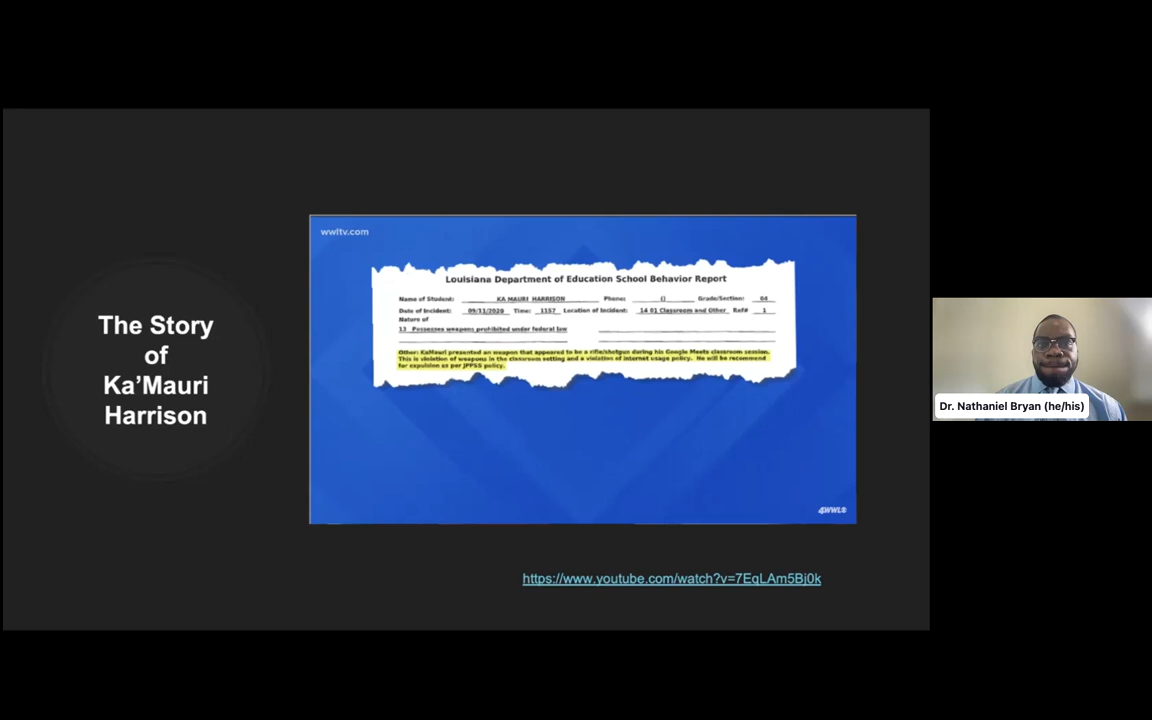 The Story
of
Ka’Mauri
Harrison
wwltv.com
Louisiana Department of Education School Behavior Report
Name of Student: KA MAURI HARRISON Phone: () Grade/Section: 04
Date of Incident: 09/11/2020 Time: 1157 Location of Incident: 14 01 Classroom and Other Ref# 1
Nature of
13 Possesses weapons prohibited under federal law
Other: KaMauri presented an weapon that appeared to be a rifle/shotgun during his Google Meets classroom session.
This is violation of weapons in the classroom setting and a violation of internet usage policy. He will be recommend
for expulsion as per JPPSS policy.
4WWL
https://www.youtube.com/watch?v=7EqLAm5Bj0k
Dr. Nathaniel Bryan (he/his)